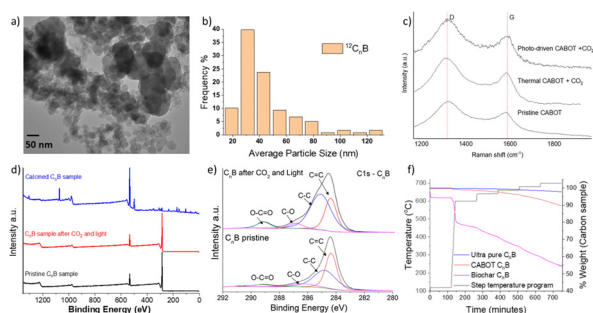 a)
50 nm
b)
Frequency %
40
35
30
25
20
15
10
5
0
¹²CₙB
20 40 60 80 100 120
Average Particle Size (nm)
c)
Intensity (a.u.)
D
G
Photo-driven CABOT +CO₂
Thermal CABOT + CO₂
Pristine CABOT
1200 1400 1600 1800
Raman shift (cm⁻¹)
d)
Intensity a.u.
Calcined CₙB sample
CₙB sample after CO₂ and light
Pristine CₙB sample
1200 1000 800 600 400 200 0
Binding Energy (eV)
e)
Intensity a.u.
CₙB after CO₂ and Light
C1s - CₙB
C=C
C-C
C-O
O-C=O
CₙB pristine
C=C
C-C
C-O
O-C=O
292 290 288 286 284 282 280
Binding Energy (eV)
f)
Temperature (°C)
% Weight (Carbon sample)
700
600
500
400
300
200
100
100
90
80
70
60
50
40
Ultra pure CₙB
CABOT CₙB
Biochar CₙB
Step temperature program
0 100 200 300 400 500 600 700
Time (minutes)